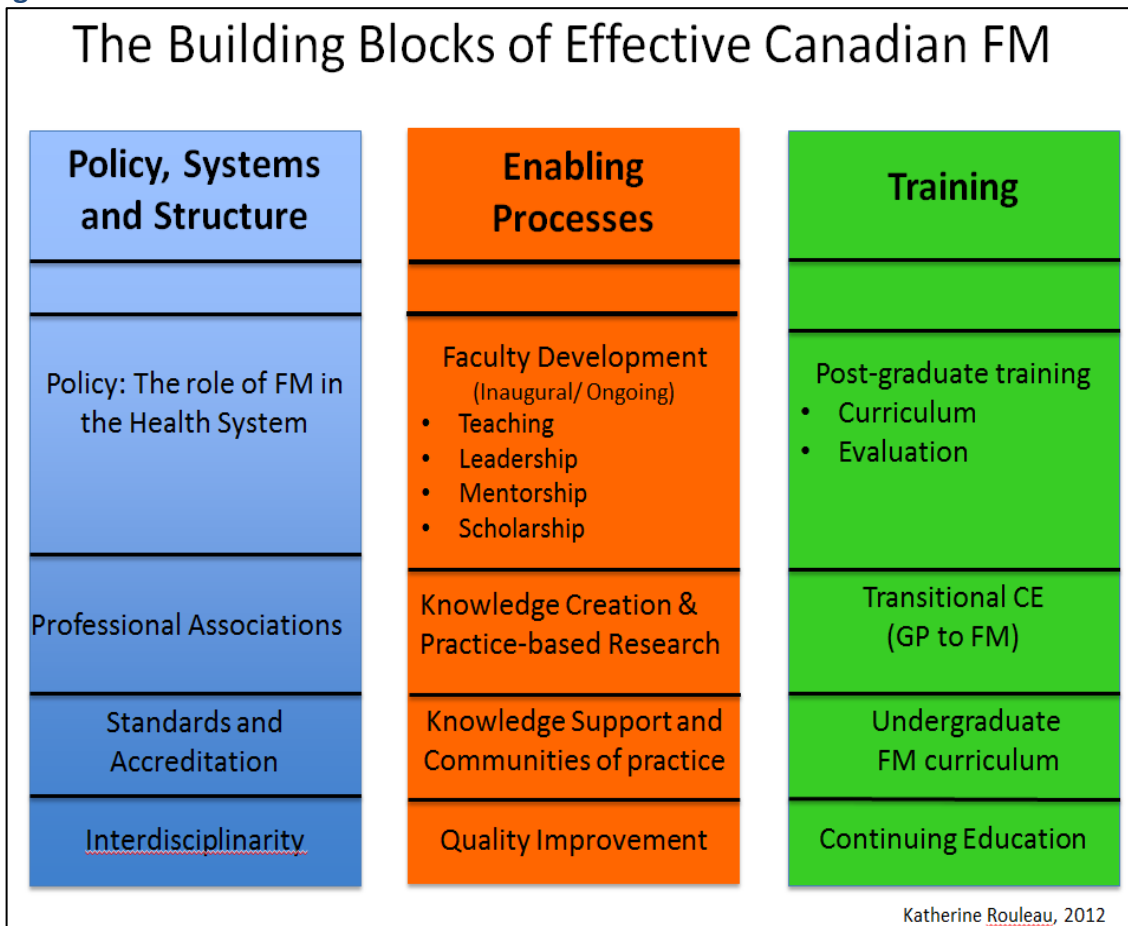 The Building Blocks of Effective Canadian FM
Policy, Systems
and Structure
Policy: The role of FM in
the Health System
Professional Associations
Standards and
Accreditation
Interdisciplinarity
Enabling
Processes
Faculty Development
(Inaugural/ Ongoing)
• Teaching
• Leadership
• Mentorship
• Scholarship
Knowledge Creation &
Practice-based Research
Knowledge Support and
Communities of practice
Quality Improvement
Training
Post-graduate training
• Curriculum
• Evaluation
Transitional CE
(GP to FM)
Undergraduate
FM curriculum
Continuing Education
Katherine Rouleau, 2012